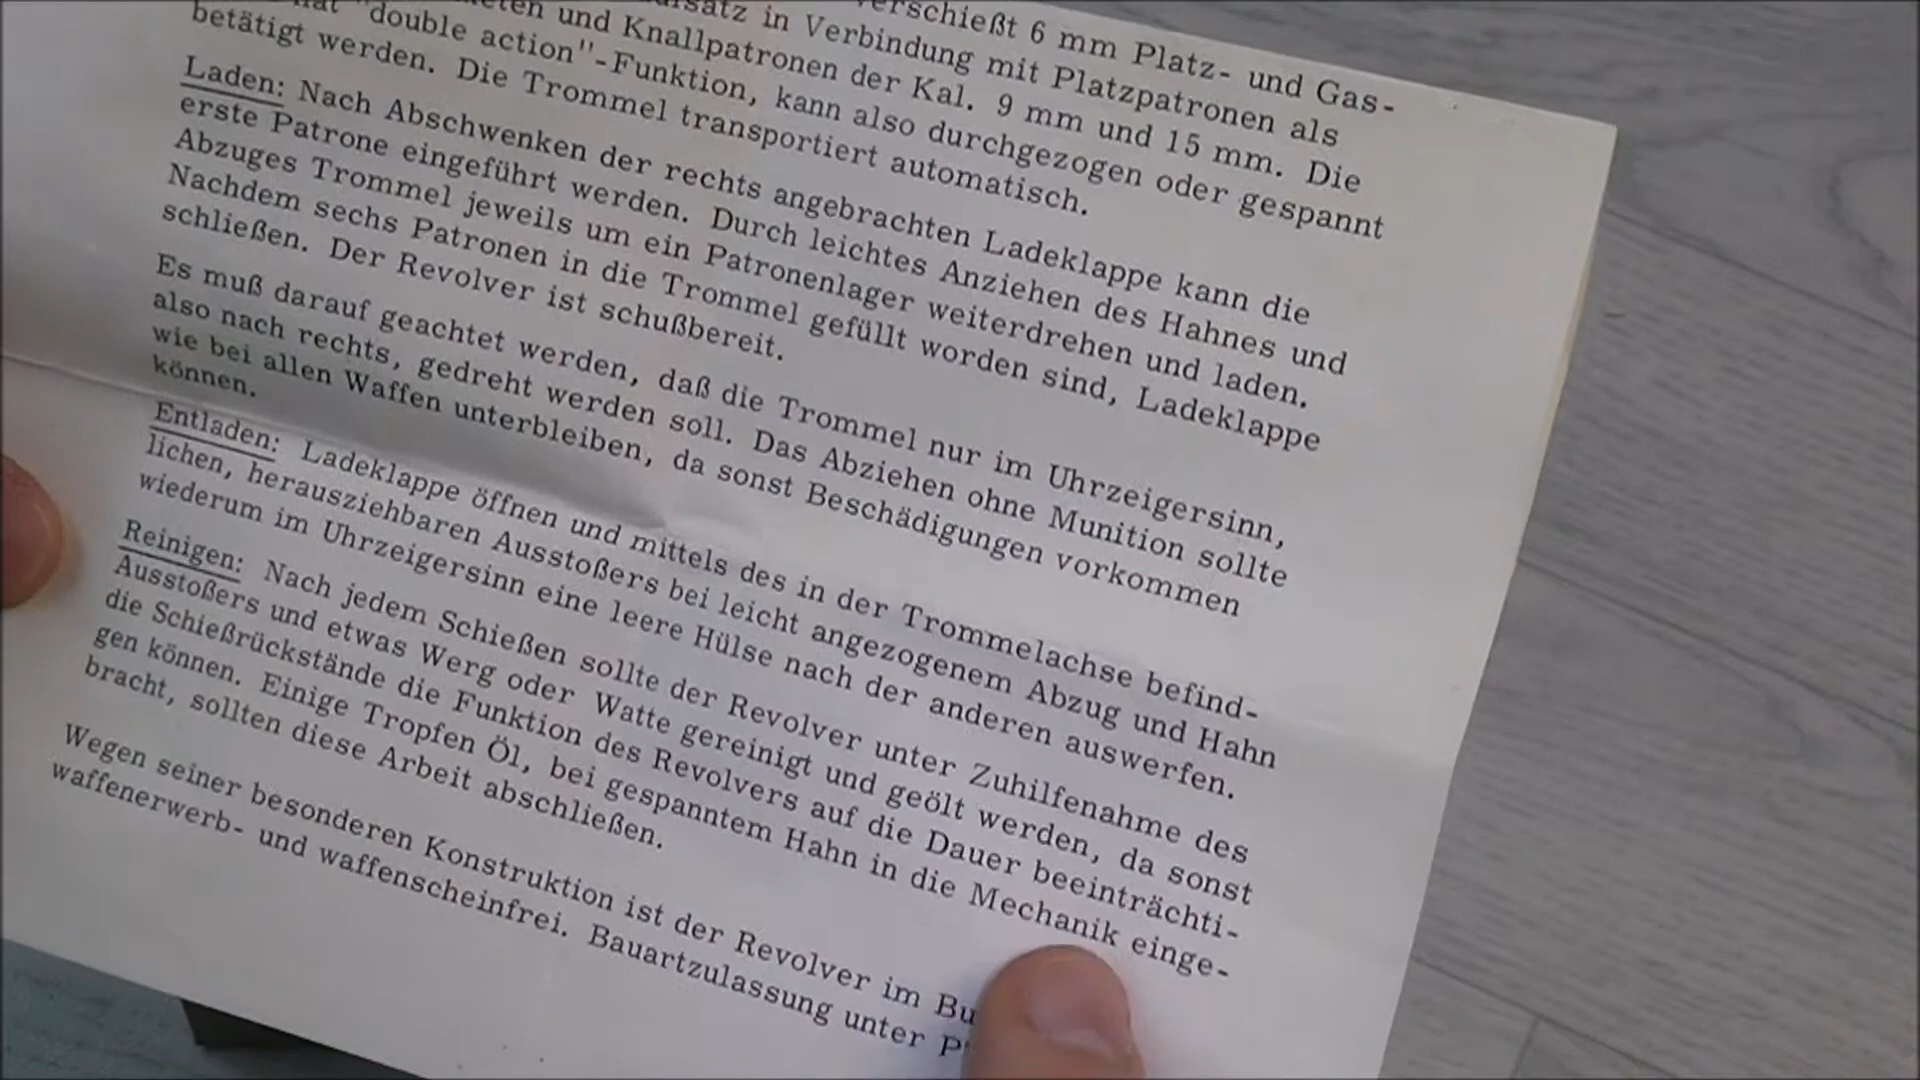 verschießt 6 mm Platz- und Gas-
in Verbindung mit Platzpatronen als
und Knallpatronen der Kal. 9 mm und 15 mm. Die
"double action"-Funktion, kann also durchgezogen oder gespannt
betätigt werden. Die Trommel transportiert automatisch.
Laden: Nach Abschwenken der rechts angebrachten Ladeklappe kann die
erste Patrone eingeführt werden. Durch leichtes Anziehen des Hahnes und
Abzuges Trommel jeweils um ein Patronenlager weiterdrehen und laden.
Nachdem sechs Patronen in die Trommel gefüllt worden sind, Ladeklappe
schließen. Der Revolver ist schußbereit.
Es muß darauf geachtet werden, daß die Trommel nur im Uhrzeigersinn,
also nach rechts, gedreht werden soll. Das Abziehen ohne Munition sollte
wie bei allen Waffen unterbleiben, da sonst Beschädigungen vorkommen
können.
Entladen: Ladeklappe öffnen und mittels des in der Trommelachse befind-
lichen, herausziehbaren Ausstoßers bei leicht angezogenem Abzug und Hahn
wiederum im Uhrzeigersinn eine leere Hülse nach der anderen auswerfen.
Reinigen: Nach jedem Schießen sollte der Revolver unter Zuhilfenahme des
Ausstoßers und etwas Werg oder Watte gereinigt und geölt werden, da sonst
die Schießrückstände die Funktion des Revolvers auf die Dauer beeinträchti-
gen können. Einige Tropfen Öl, bei gespanntem Hahn in die Mechanik einge-
bracht, sollten diese Arbeit abschließen.
Wegen seiner besonderen Konstruktion ist der Revolver im Bu
waffenerwerb- und waffenscheinfrei. Bauartzulassung unter P